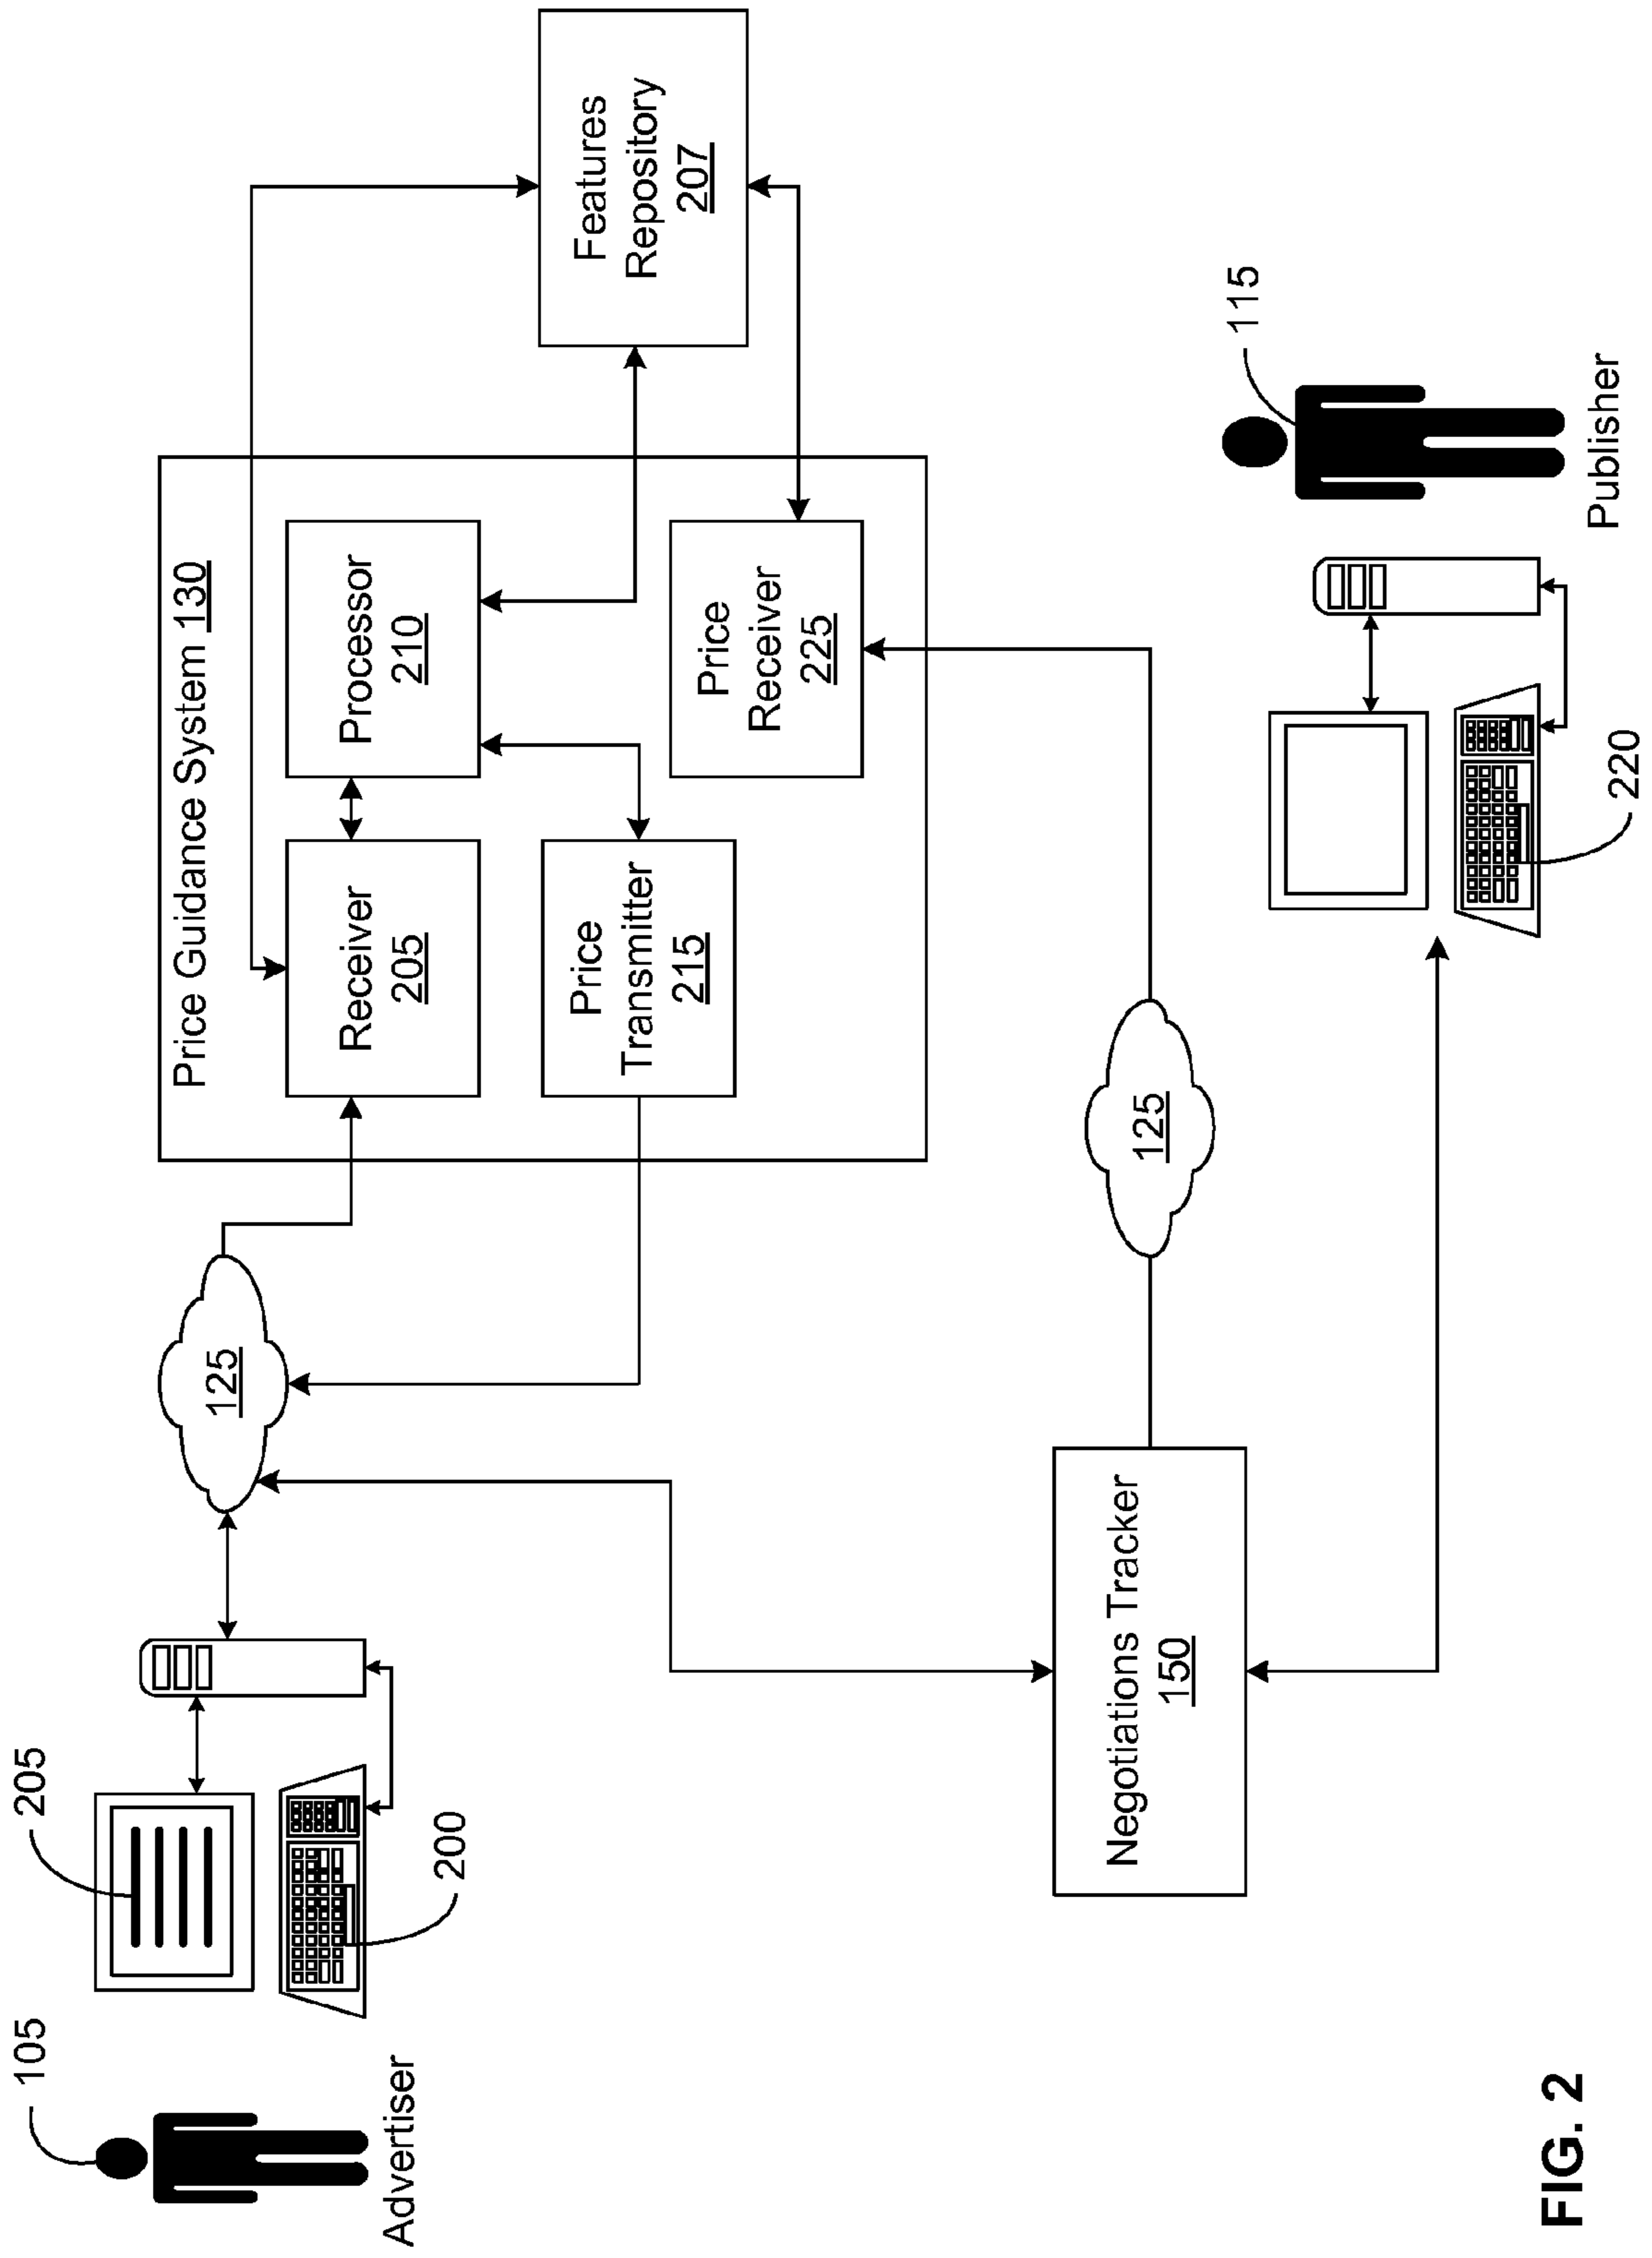 105
Advertiser
205
200
125
Price Guidance System 130
Receiver
205
Processor
210
Price
Transmitter
215
Price
Receiver
225
Features
Repository
207
Negotiations Tracker
150
125
220
115
Publisher
FIG. 2